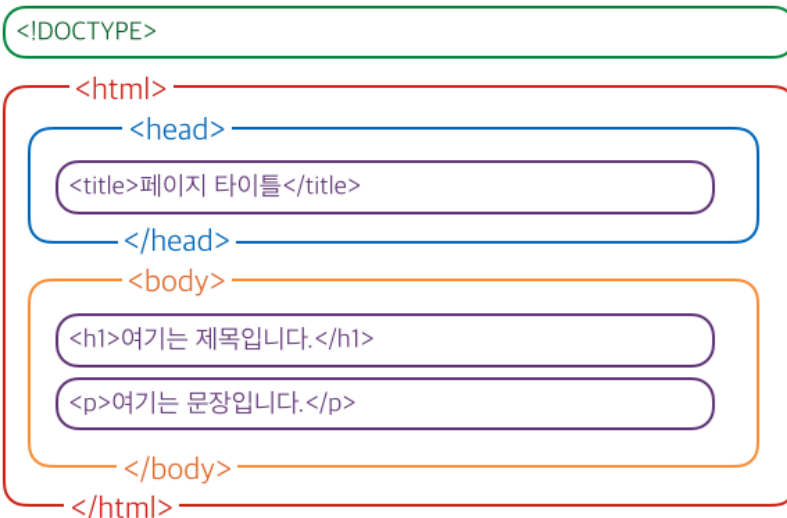 <!DOCTYPE>
<html>
<head>
<title>페이지 타이틀</title>
</head>
<body>
<h1>여기는 제목입니다.</h1>
<p>여기는 문장입니다.</p>
</body>
</html>